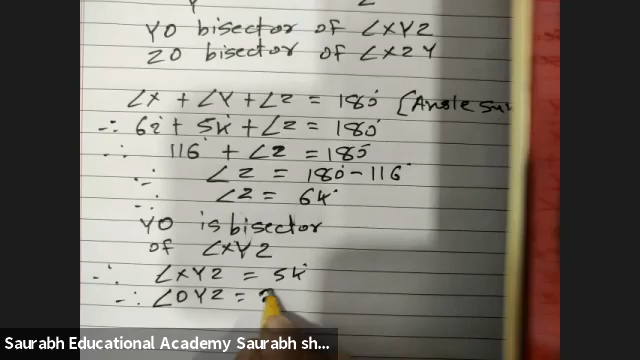 YO bisector of ∠XYZ
ZO bisector of ∠XZY
∠X + ∠Y + ∠Z = 180° [Angle sum
∴ 62° + 54° + ∠Z = 180°
∴ 116° + ∠Z = 180°
∴ ∠Z = 180° - 116°
∴ ∠Z = 64°
YO is bisector
of ∠XYZ
∴ ∠XYZ = 54°
∴ ∠OYZ =
Saurabh Educational Academy Saurabh sh...